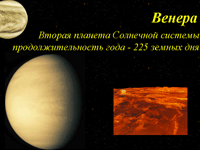 Венера
Вторая планета Солнечной системы
продолжительность года - 225 земных дня